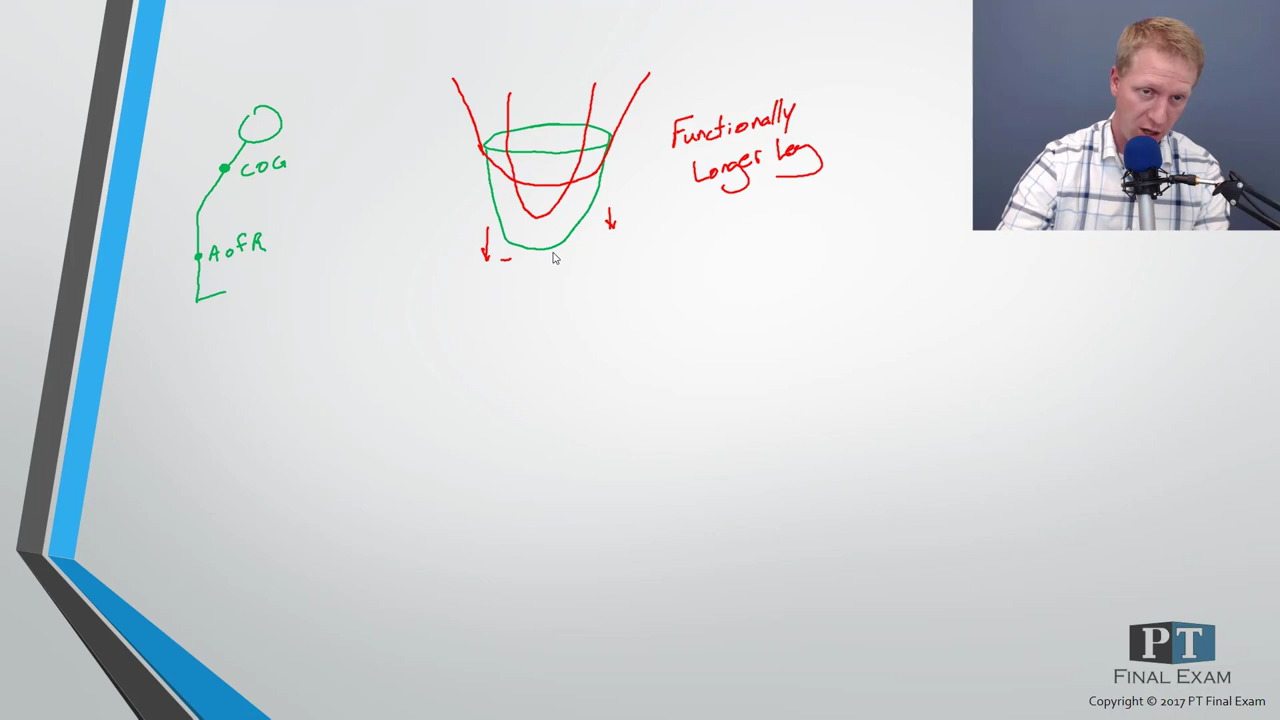 COG
A of R
Functionally
Longer Leg
PT
FINAL EXAM
Copyright © 2017 PT Final Exam